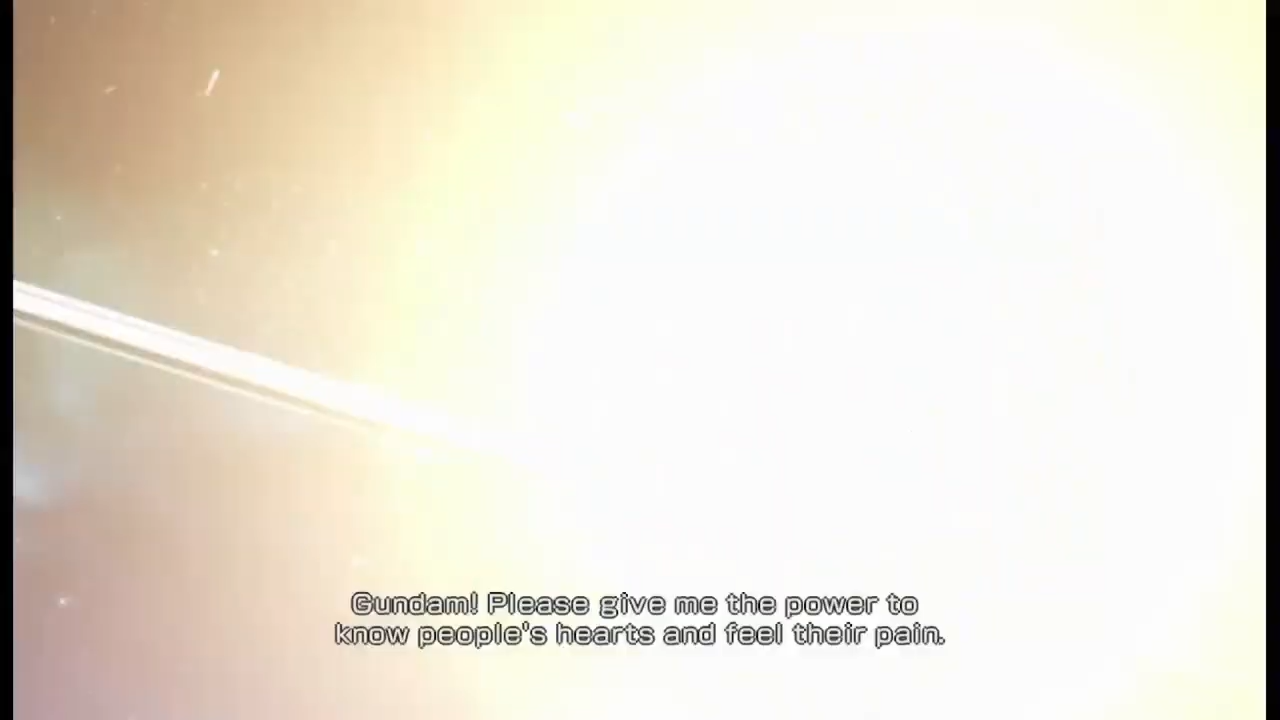 Gundam! Please give me the power to
know people's hearts and feel their pain.